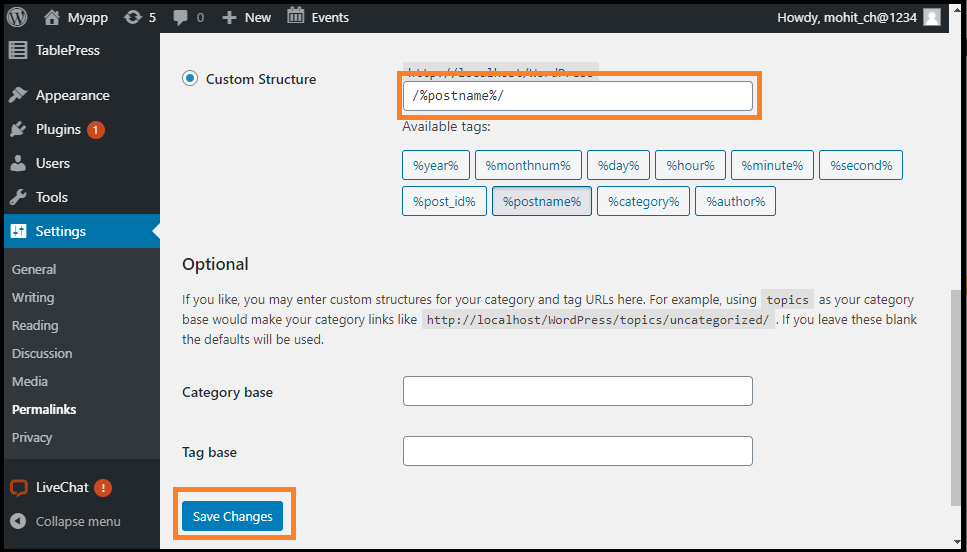 Myapp 5 0 New Events Howdy, mohit_ch@1234
TablePress
Appearance
Plugins 1
Users
Tools
Settings
General
Writing
Reading
Discussion
Media
Permalinks
Privacy
LiveChat !
Collapse menu
Custom Structure
http://localhost/WordPress
/%postname%/
Available tags:
%year% %monthnum% %day% %hour% %minute% %second%
%post_id% %postname% %category% %author%
Optional
If you like, you may enter custom structures for your category and tag URLs here. For example, using topics as your category
base would make your category links like http://localhost/WordPress/topics/uncategorized/ . If you leave these blank
the defaults will be used.
Category base
Tag base
Save Changes